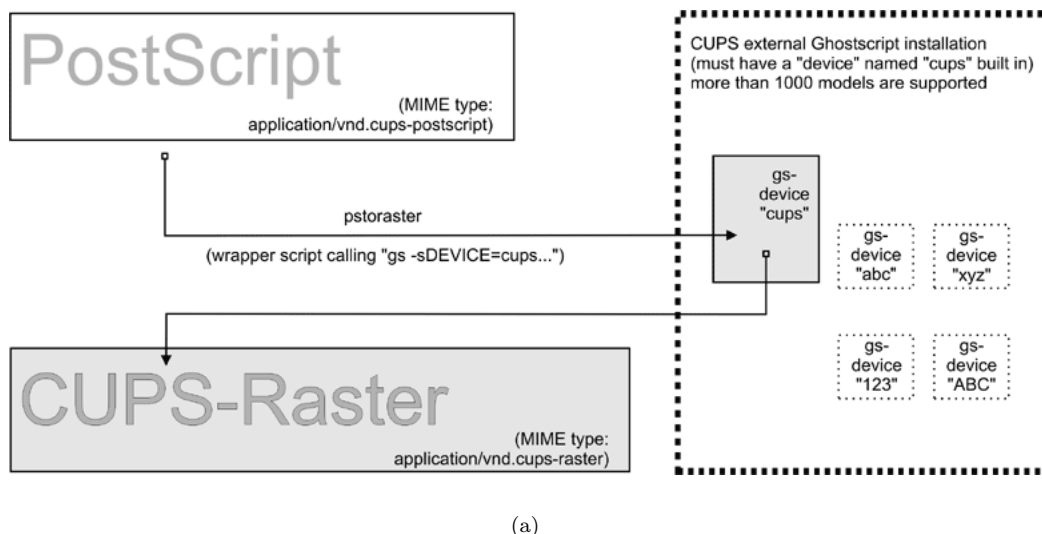 PostScript
(MIME type:
application/vnd.cups-postscript)
CUPS external Ghostscript installation
(must have a "device" named "cups" built in)
more than 1000 models are supported
gs-
device
"cups"
pstoraster
(wrapper script calling "gs -sDEVICE=cups...")
gs-
device
"abc"
gs-
device
"xyz"
gs-
device
"123"
gs-
device
"ABC"
CUPS-Raster
(MIME type:
application/vnd.cups-raster)
(a)